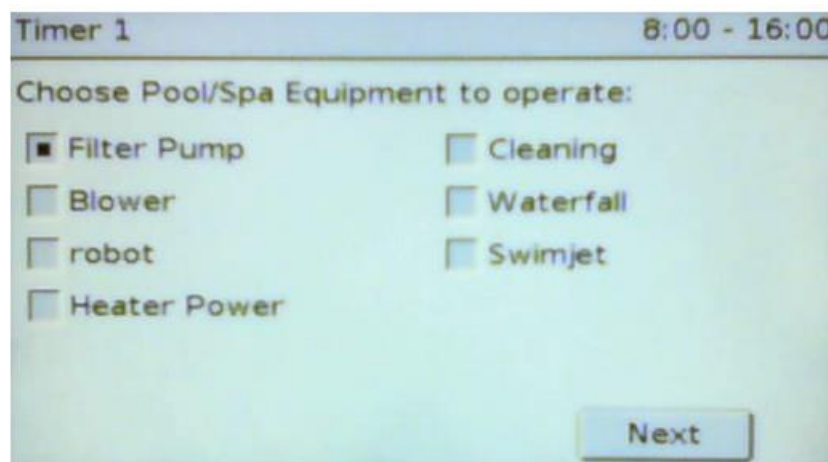 Timer 1 8:00 - 16:00
Choose Pool/Spa Equipment to operate:
Filter Pump Cleaning
Blower Waterfall
robot Swimjet
Heater Power
Next